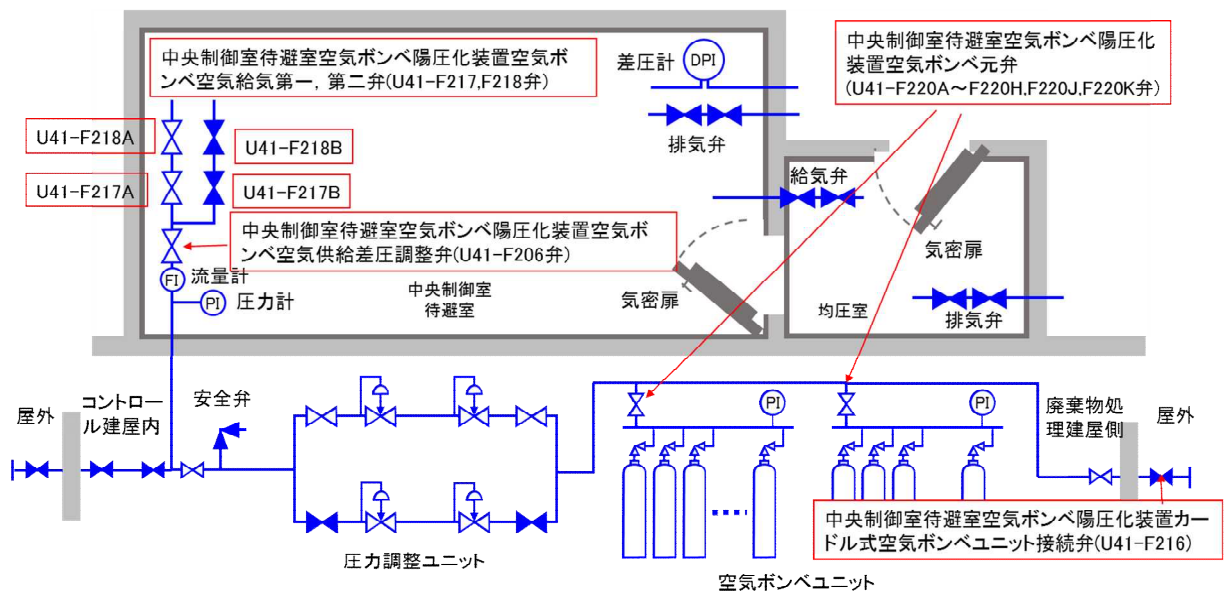 中央制御室待避室空気ボンベ陽圧化装置空気ボ
ンベ空気給気第一，第二弁(U41-F217,F218弁)
差圧計
DPI
排気弁
中央制御室待避室空気ボンベ陽圧化
装置空気ボンベ元弁
(U41-F220A～F220H,F220J,F220K弁)
U41-F218A
U41-F218B
U41-F217A
U41-F217B
給気弁
気密扉
中央制御室待避室空気ボンベ陽圧化装置空気ボ
ンベ空気供給差圧調整弁(U41-F206弁)
FI
流量計
PI
圧力計
中央制御室
待避室
気密扉
均圧室
排気弁
屋外
コントロー
ル建屋内
安全弁
PI
PI
廃棄物処
理建屋側
屋外
圧力調整ユニット
空気ボンベユニット
中央制御室待避室空気ボンベ陽圧化装置カー
ドル式空気ボンベユニット接続弁(U41-F216)